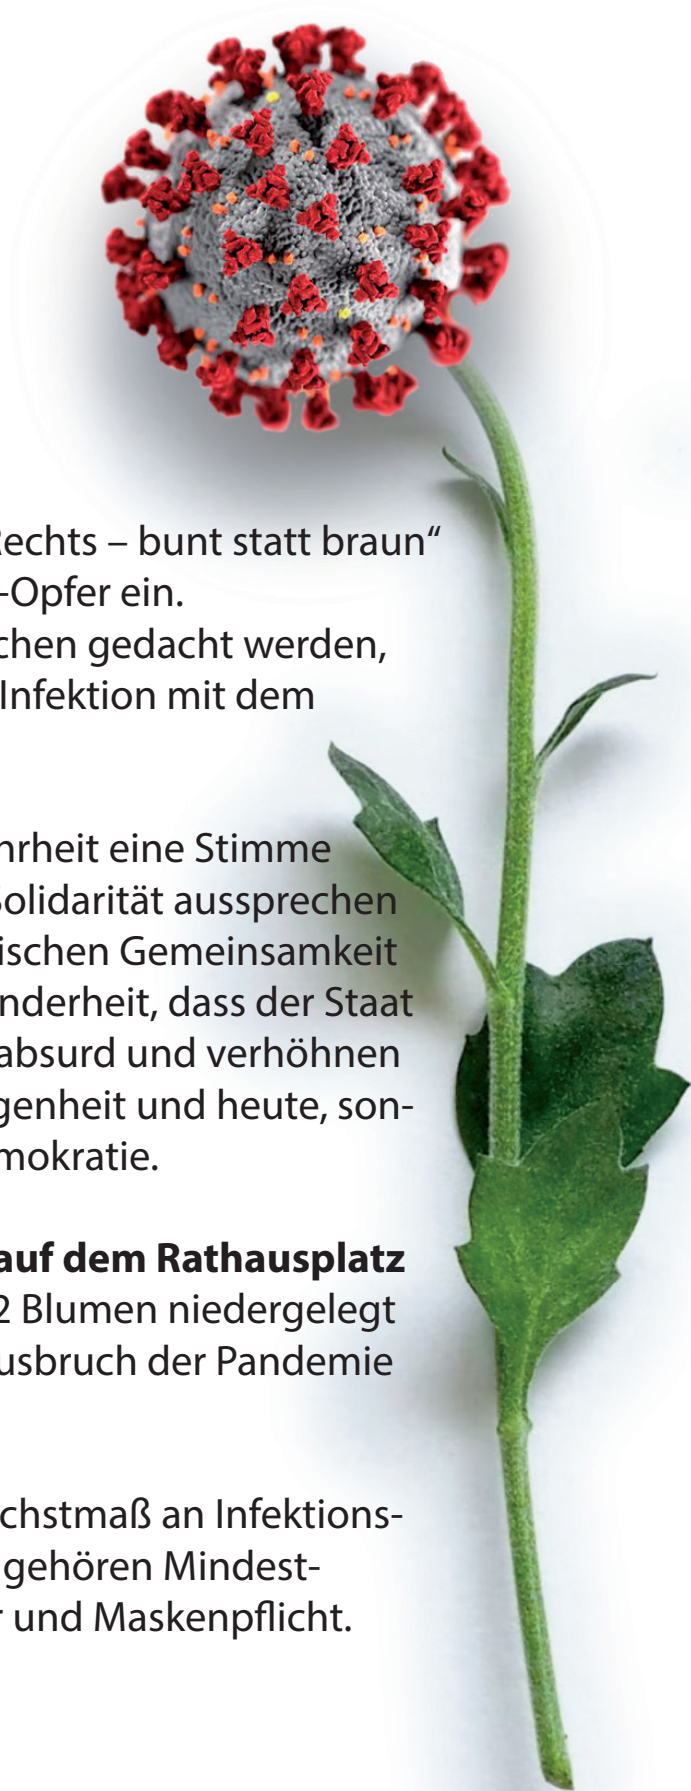 Rechts – bunt statt braun“
-Opfer ein.
chen gedacht werden,
Infektion mit dem
hrheit eine Stimme
Solidarität aussprechen
ischen Gemeinsamkeit
nderheit, dass der Staat
absurd und verhöhnen
genheit und heute, son-
mokratie.
auf dem Rathausplatz
2 Blumen niedergelegt
usbruch der Pandemie
chstmaß an Infektions-
gehören Mindest-
r und Maskenpflicht.